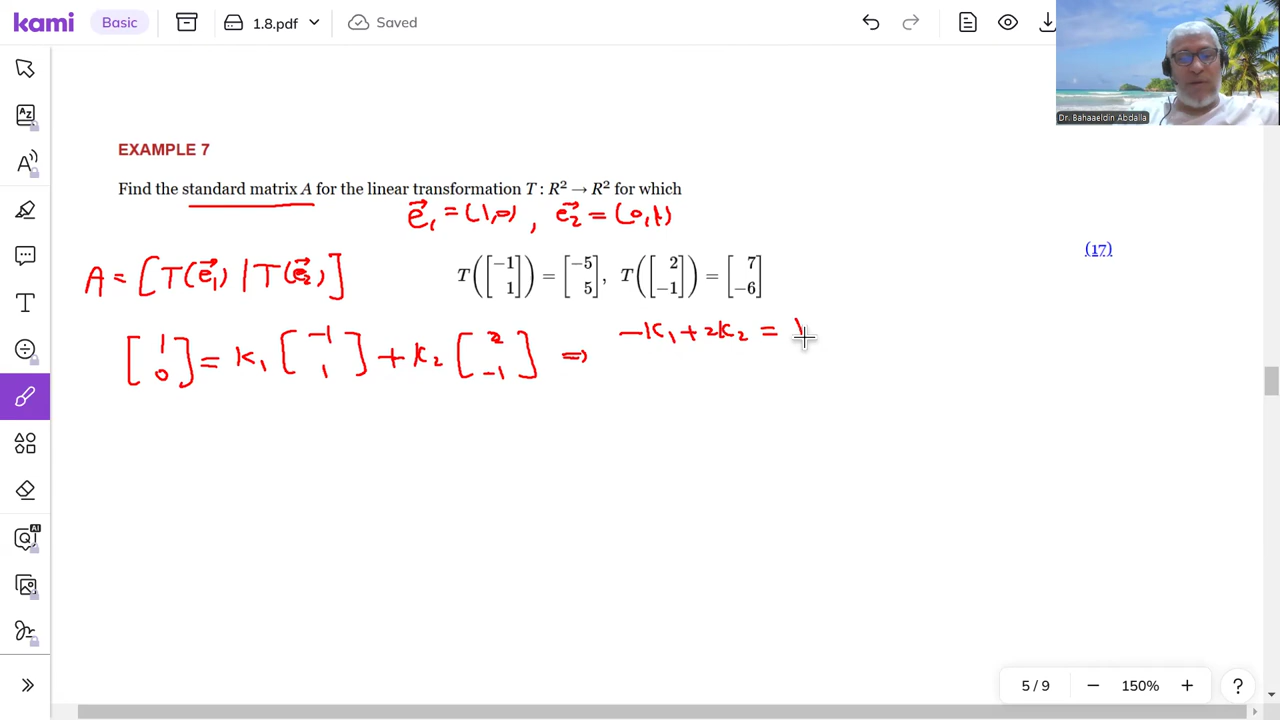 kami Basic 1.8.pdf Saved
Dr. Bahaaeldin Abdalla
EXAMPLE 7
Find the standard matrix A for the linear transformation T : R² → R² for which
e⃗₁ = (1,0) , e⃗₂ = (0,1)
(17)
A = [T(e⃗₁) | T(e⃗₂)]
T([−1 1]) = [−5 5], T([2 −1]) = [7 −6]
[1 0] = k₁ [−1 1] + k₂ [2 −1] ⇒ −k₁ + 2k₂ = 1
5 / 9 − 150% + ?